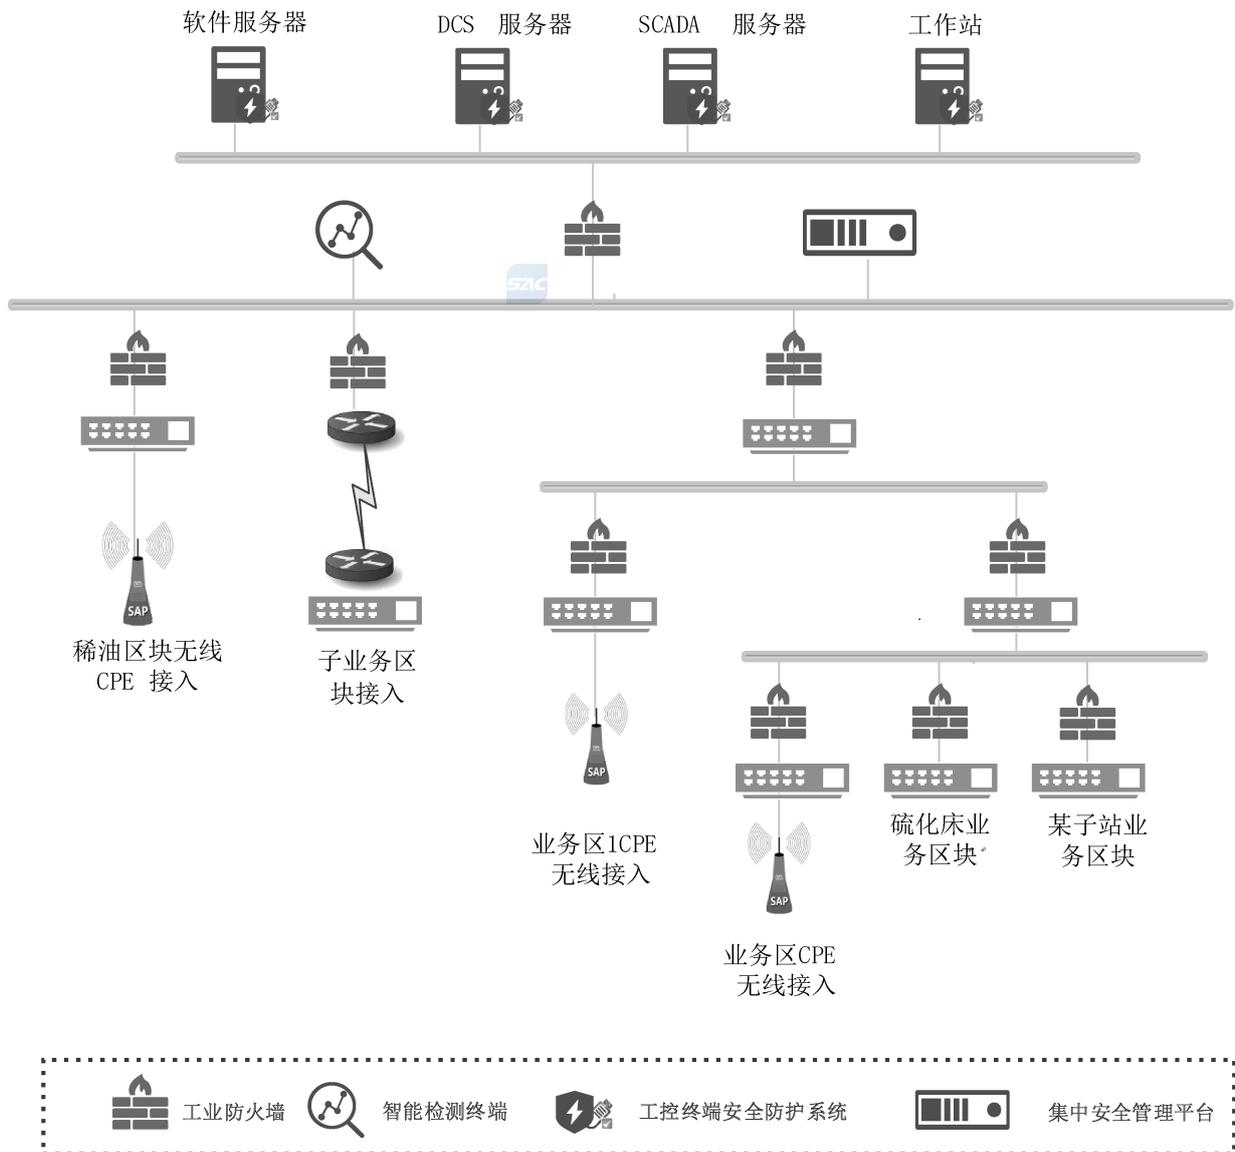 软件服务器
DCS 服务器
SCADA 服务器
工作站
SZAC
稀油区块无线
CPE 接入
子业务区
块接入
SAP
SAP
业务区1CPE
无线接入
硫化床业
务区块
某子站业
务区块
SAP
业务区CPE
无线接入
工业防火墙
智能检测终端
工控终端安全防护系统
集中安全管理平台